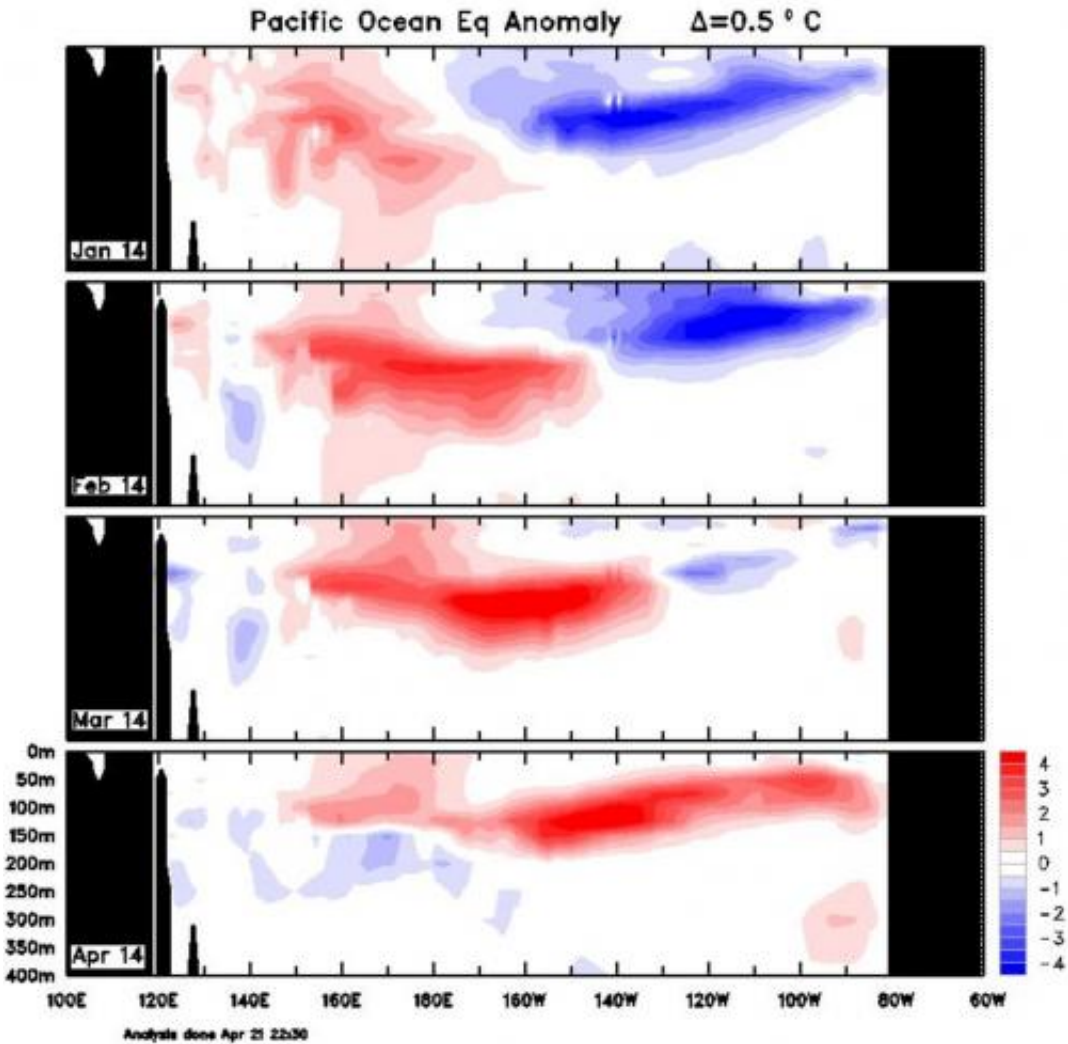 Pacific Ocean Eq Anomaly Δ=0.5 ° C
Jan 14
Feb 14
Mar 14
0m
50m
100m
150m
200m
250m
300m
350m
400m
Apr 14
4
3
2
1
0
-1
-2
-3
-4
100E 120E 140E 160E 180E 160W 140W 120W 100W 80W 60W
Analysis done Apr 21 22:30